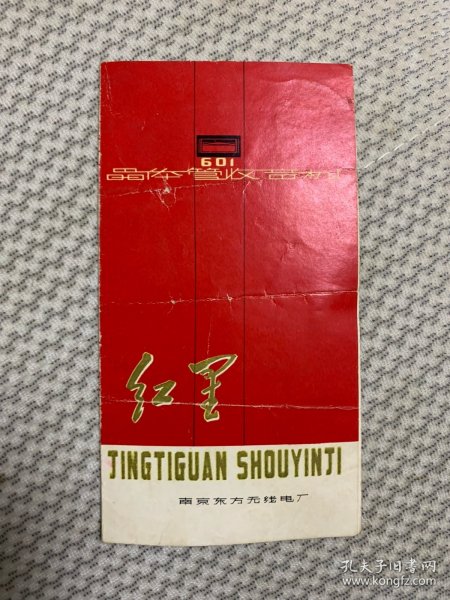 601
晶体管收音机
红星
JINGTIGUAN SHOUYINJI
南京东方无线电厂
孔夫子旧书网
www.kongfz.com